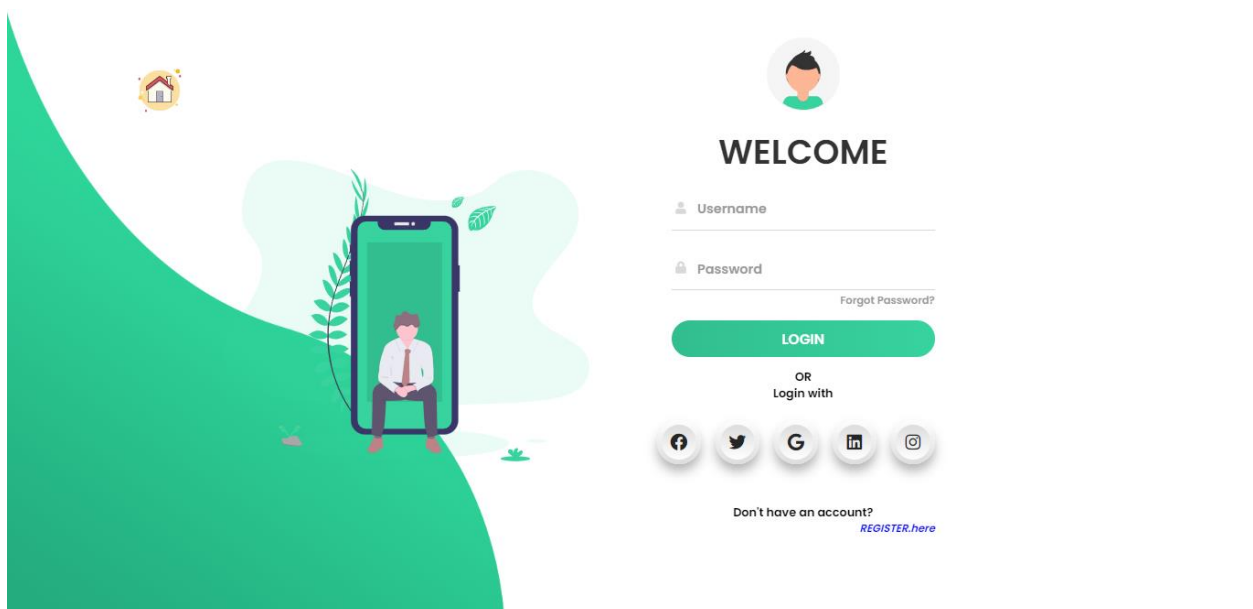 WELCOME
Username
Password
Forgot Password?
LOGIN
OR
Login with
Don't have an account?
REGISTER.here